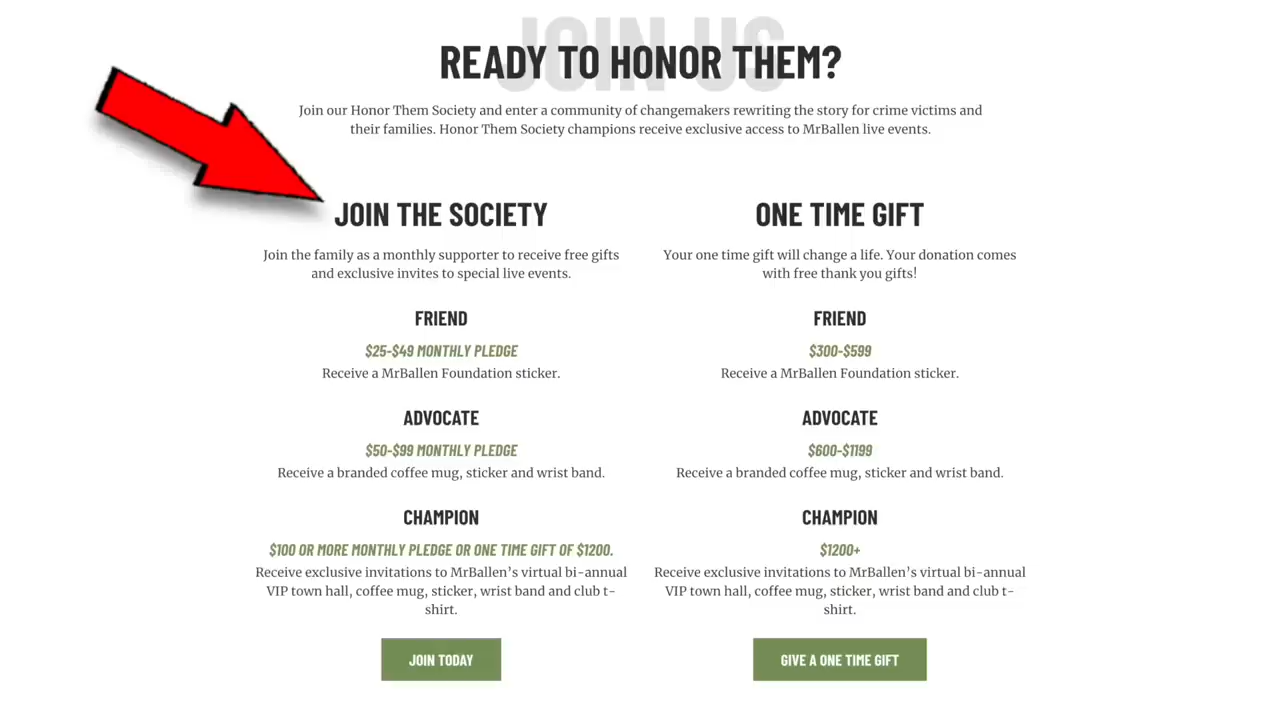 JOIN US
READY TO HONOR THEM?
Join our Honor Them Society and enter a community of changemakers rewriting the story for crime victims and
their families. Honor Them Society champions receive exclusive access to MrBallen live events.
JOIN THE SOCIETY
Join the family as a monthly supporter to receive free gifts
and exclusive invites to special live events.
FRIEND
$25-$49 MONTHLY PLEDGE
Receive a MrBallen Foundation sticker.
ADVOCATE
$50-$99 MONTHLY PLEDGE
Receive a branded coffee mug, sticker and wrist band.
CHAMPION
$100 OR MORE MONTHLY PLEDGE OR ONE TIME GIFT OF $1200.
Receive exclusive invitations to MrBallen’s virtual bi-annual
VIP town hall, coffee mug, sticker, wrist band and club t-
shirt.
JOIN TODAY
ONE TIME GIFT
Your one time gift will change a life. Your donation comes
with free thank you gifts!
FRIEND
$300-$599
Receive a MrBallen Foundation sticker.
ADVOCATE
$600-$1199
Receive a branded coffee mug, sticker and wrist band.
CHAMPION
$1200+
Receive exclusive invitations to MrBallen’s virtual bi-annual
VIP town hall, coffee mug, sticker, wrist band and club t-
shirt.
GIVE A ONE TIME GIFT